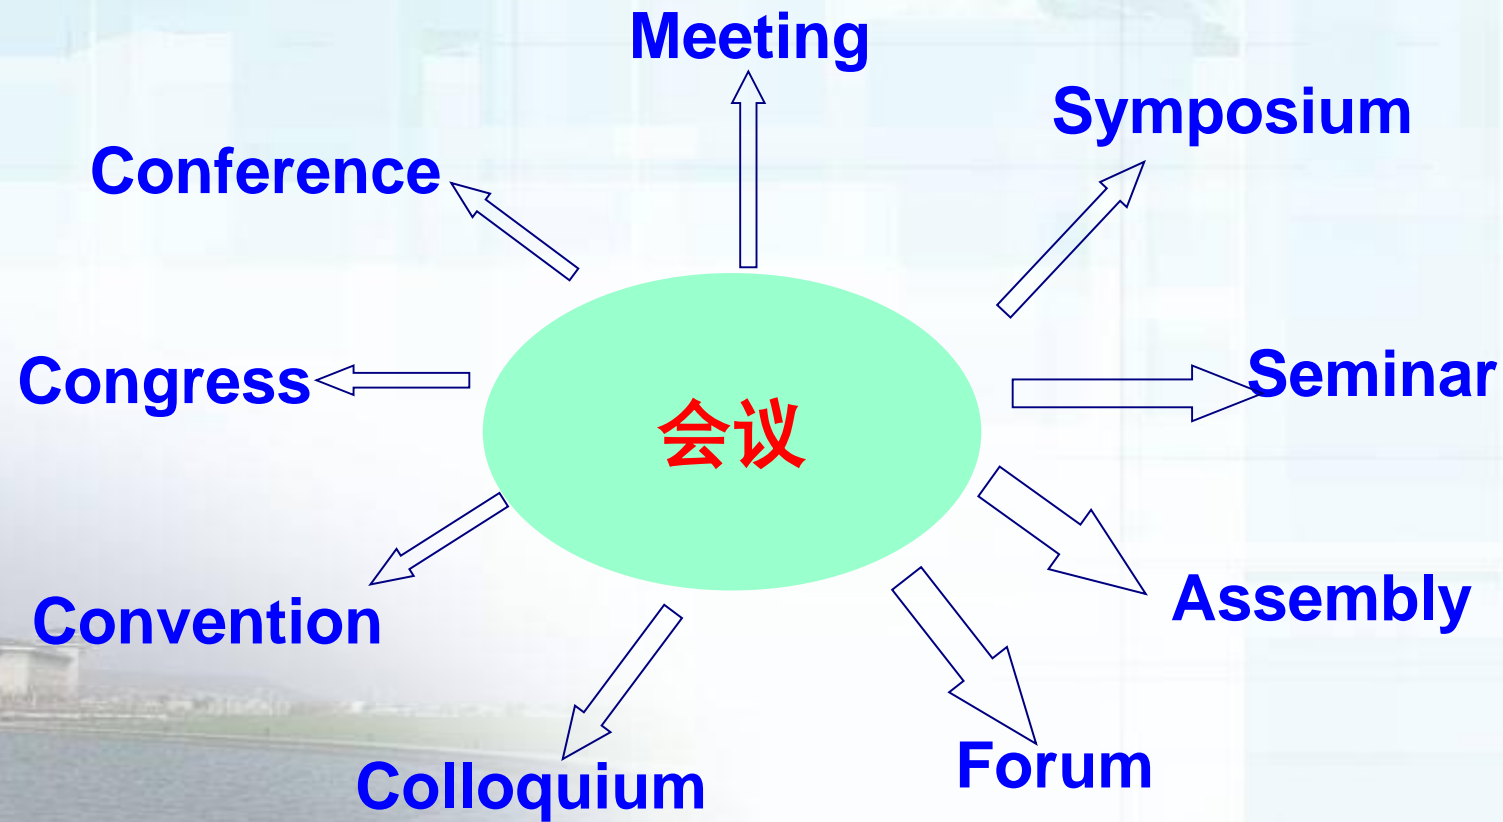 Meeting
Symposium
Conference
Congress
Seminar
会议
Assembly
Convention
Forum
Colloquium